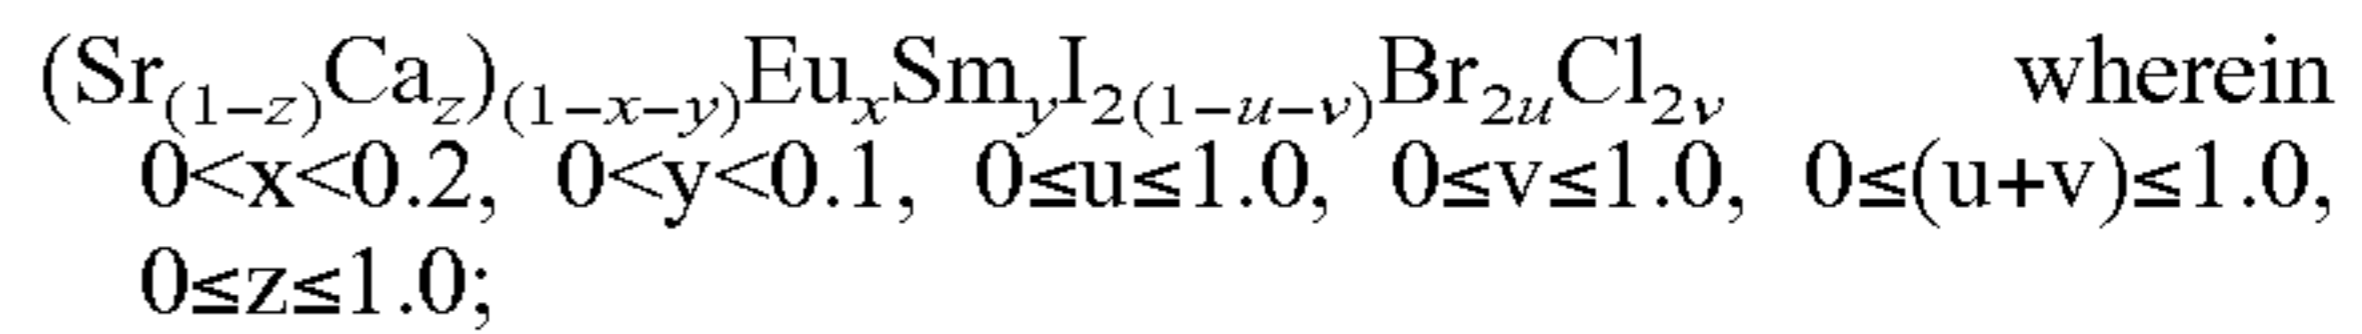 (Sr(1−z)Caz)(1−x−y)EuxSmyI2(1−u−v)Br2uCl2v wherein
0<x<0.2, 0<y<0.1, 0≤u≤1.0, 0≤v≤1.0, 0≤(u+v)≤1.0,
0≤z≤1.0;